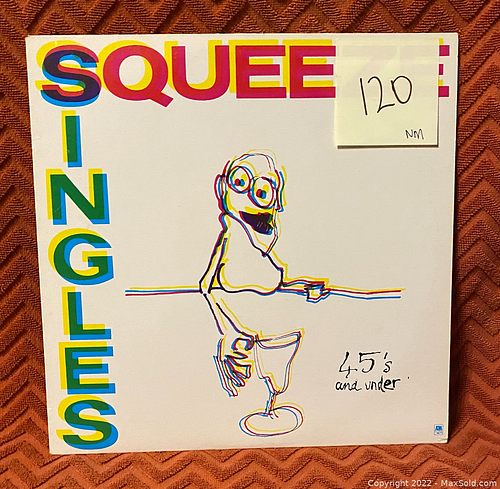 SQUEE E
120
NM
SINGLES
45's
and under
Copyright 2022 - MaxSold.com